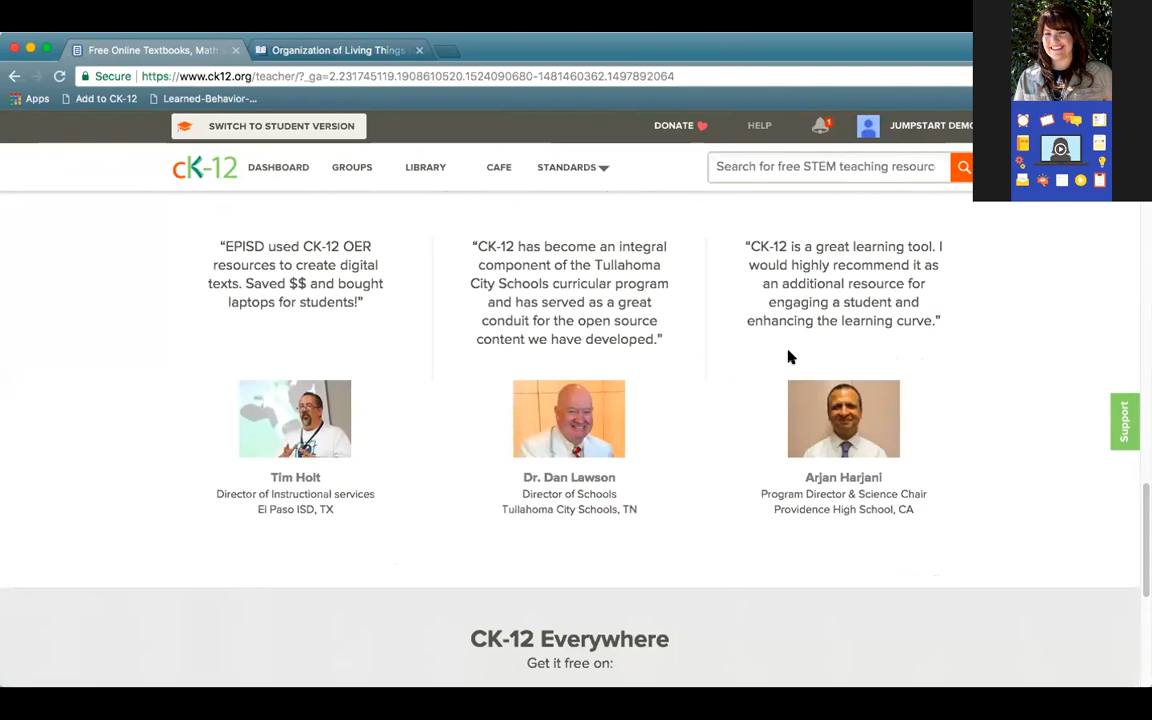 Free Online Textbooks, Math
Organization of Living Things
Secure https://www.ck12.org/teacher/?_ga=2.231745119.1908610520.1524090680-1481460362.1497892064
Apps Add to CK-12 Learned-Behavior-...
SWITCH TO STUDENT VERSION DONATE HELP 1 JUMPSTART DEMO
cK-12 DASHBOARD GROUPS LIBRARY CAFE STANDARDS Search for free STEM teaching resourc
“EPISD used CK-12 OER
resources to create digital
texts. Saved $$ and bought
laptops for students!”
“CK-12 has become an integral
component of the Tullahoma
City Schools curricular program
and has served as a great
conduit for the open source
content we have developed.”
“CK-12 is a great learning tool. I
would highly recommend it as
an additional resource for
engaging a student and
enhancing the learning curve.”
Tim Holt
Director of Instructional services
El Paso ISD, TX
Dr. Dan Lawson
Director of Schools
Tullahoma City Schools, TN
Arjan Harjani
Program Director & Science Chair
Providence High School, CA
Support
CK-12 Everywhere
Get it free on: